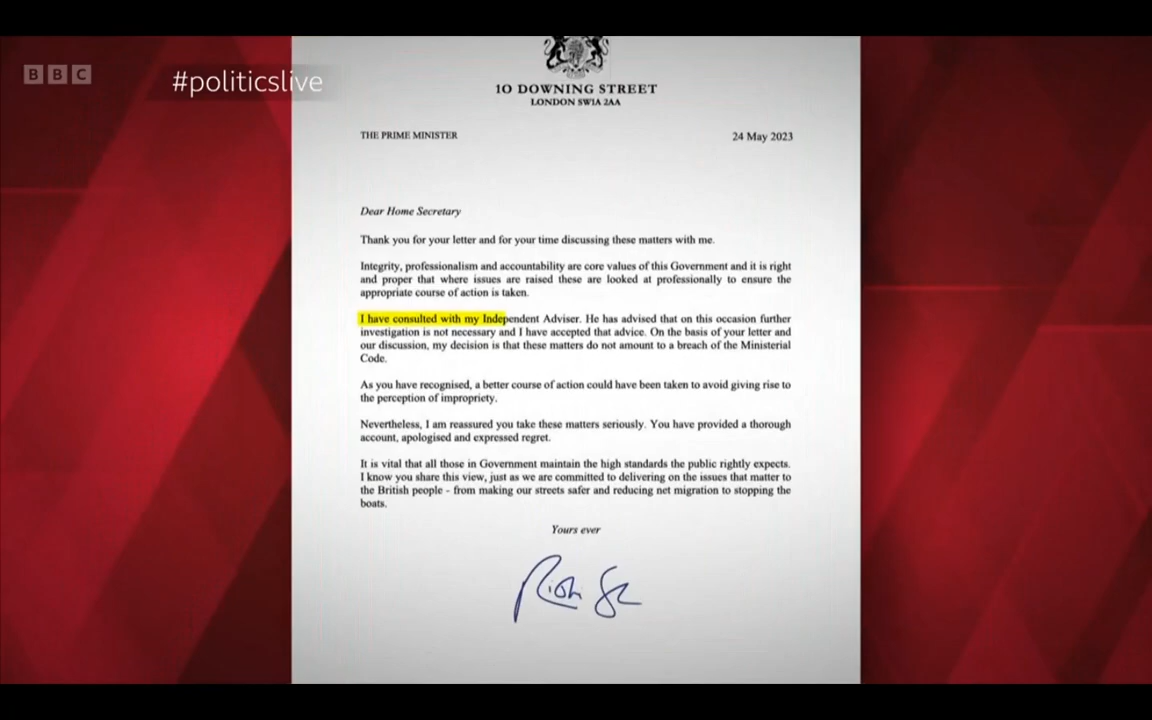 BBC
#politicslive
10 DOWNING STREET
LONDON SW1A 2AA
THE PRIME MINISTER
24 May 2023
Dear Home Secretary
Thank you for your letter and for your time discussing these matters with me.
Integrity, professionalism and accountability are core values of this Government and it is right
and proper that where issues are raised these are looked at professionally to ensure the
appropriate course of action is taken.
I have consulted with my Independent Adviser. He has advised that on this occasion further
investigation is not necessary and I have accepted that advice. On the basis of your letter and
our discussion, my decision is that these matters do not amount to a breach of the Ministerial
Code.
As you have recognised, a better course of action could have been taken to avoid giving rise to
the perception of impropriety.
Nevertheless, I am reassured you take these matters seriously. You have provided a thorough
account, apologised and expressed regret.
It is vital that all those in Government maintain the high standards the public rightly expects.
I know you share this view, just as we are committed to delivering on the issues that matter to
the British people - from making our streets safer and reducing net migration to stopping the
boats.
Yours ever
Rishi S